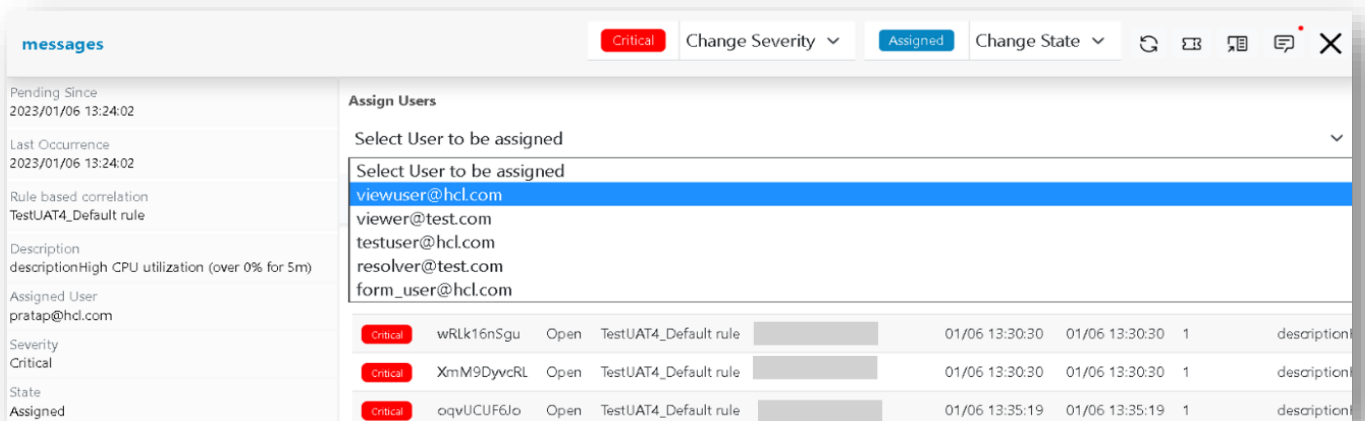 messages
Critical Change Severity
Assigned Change State
Pending Since
2023/01/06 13:24:02
Last Occurrence
2023/01/06 13:24:02
Rule based correlation
TestUAT4_Default rule
Description
descriptionHigh CPU utilization (over 0% for 5m)
Assigned User
pratap@hcl.com
Severity
Critical
State
Assigned
Assign Users
Select User to be assigned
Select User to be assigned
viewuser@hcl.com
viewer@test.com
testuser@hcl.com
resolver@test.com
form_user@hcl.com
Critical wRLk16nSgu Open TestUAT4_Default rule 01/06 13:30:30 01/06 13:30:30 1 description
Critical XmM9DyvcRL Open TestUAT4_Default rule 01/06 13:30:30 01/06 13:30:30 1 description
Critical oqvUCUF6Jo Open TestUAT4_Default rule 01/06 13:35:19 01/06 13:35:19 1 description